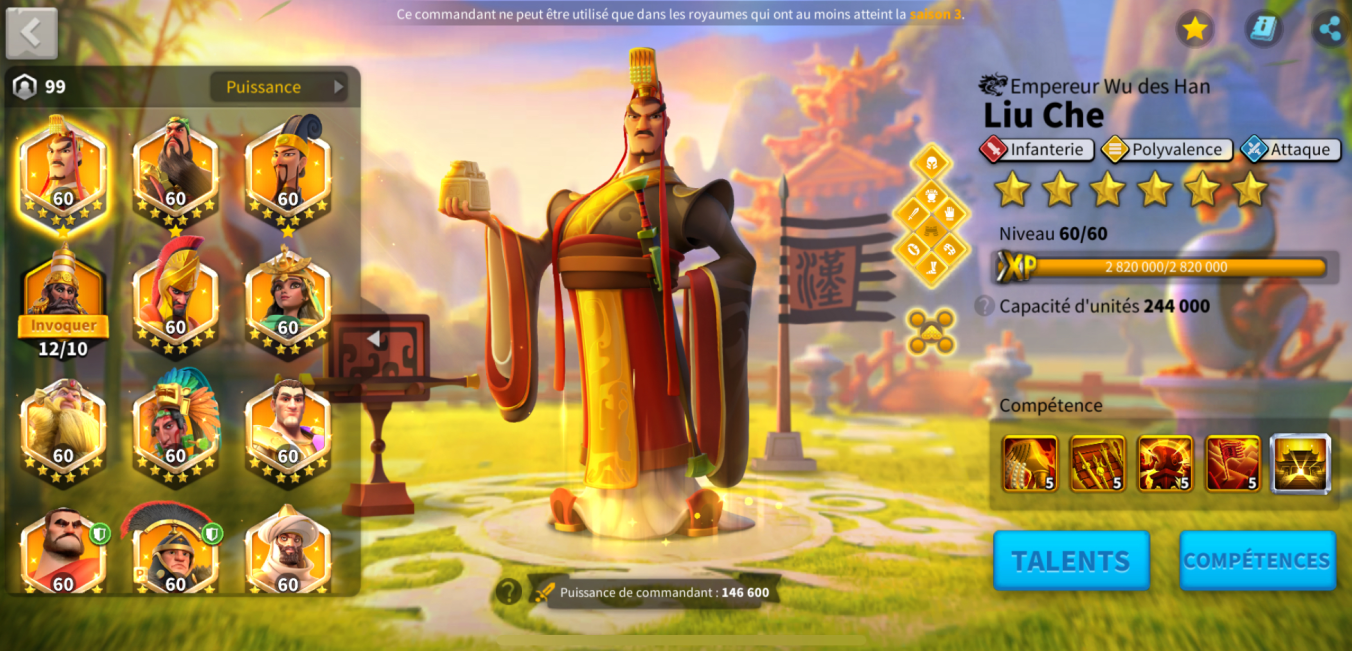 Ce commandant ne peut être utilisé que dans les royaumes qui ont au moins atteint la saison 3.
99
Puissance
60
60
60
Invoquer
12/10
60
60
60
60
60
60
P
60
60
漢
Puissance de commandant : 146 600
Empereur Wu des Han
Liu Che
Infanterie
Polyvalence
Attaque
Niveau 60/60
XP
2 820 000/2 820 000
? Capacité d'unités 244 000
Compétence
5
5
5
5
TALENTS
COMPÉTENCES
?